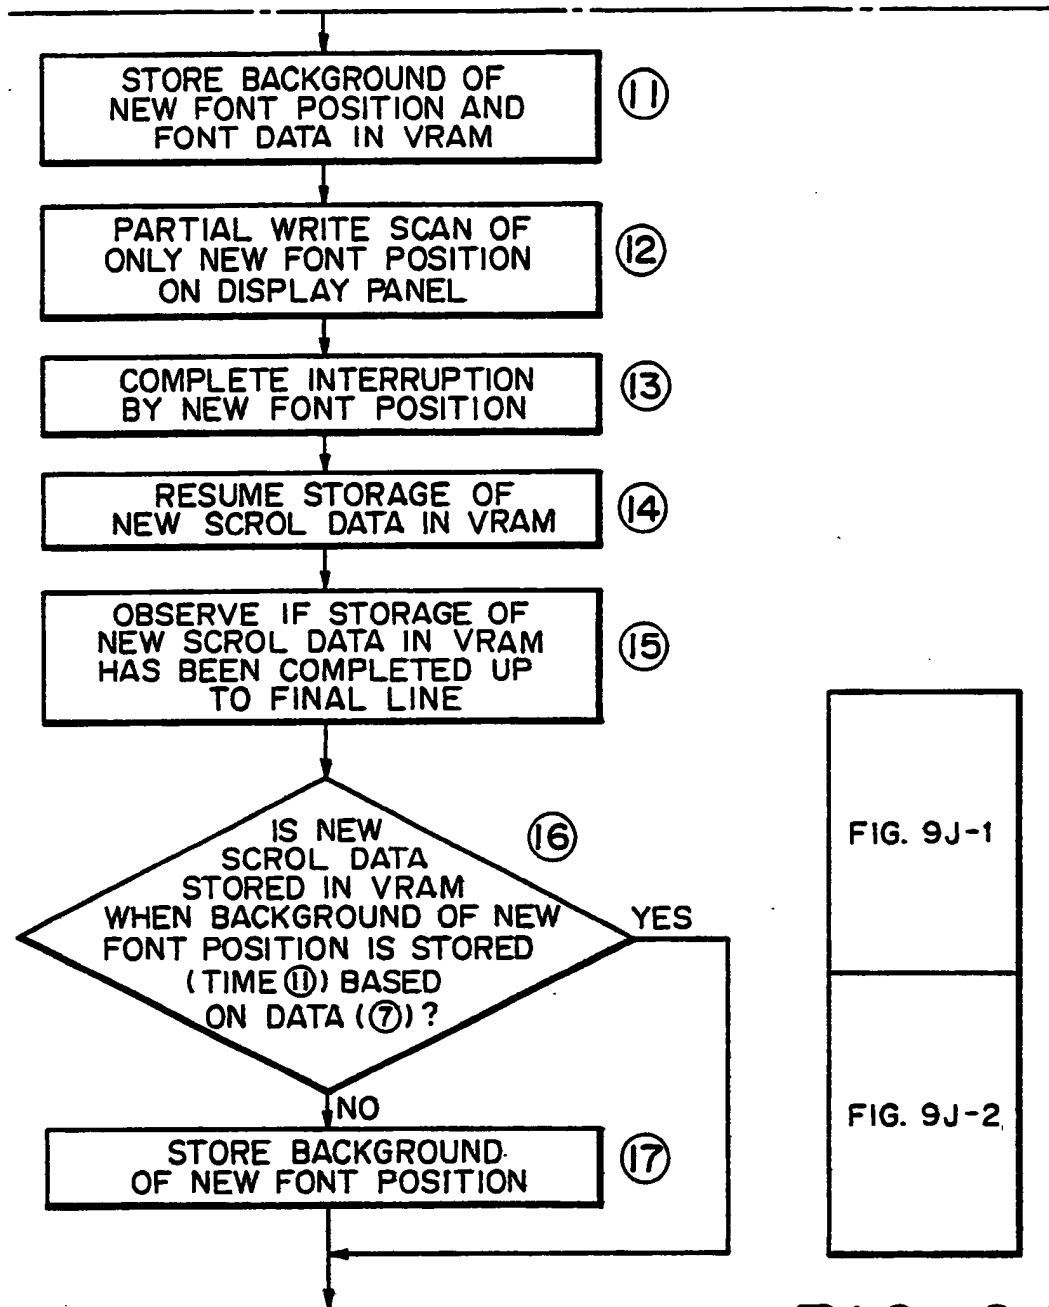 STORE BACKGROUND OF
NEW FONT POSITION AND
FONT DATA IN VRAM
⑪
PARTIAL WRITE SCAN OF
ONLY NEW FONT POSITION
ON DISPLAY PANEL
⑫
COMPLETE INTERRUPTION
BY NEW FONT POSITION
⑬
RESUME STORAGE OF
NEW SCROL DATA IN VRAM
⑭
OBSERVE IF STORAGE OF
NEW SCROL DATA IN VRAM
HAS BEEN COMPLETED UP
TO FINAL LINE
⑮
IS NEW
SCROL DATA
STORED IN VRAM
WHEN BACKGROUND OF NEW
FONT POSITION IS STORED
(TIME ⑪) BASED
ON DATA (⑦)?
⑯
YES
NO
STORE BACKGROUND
OF NEW FONT POSITION
⑰
FIG. 9J-1
FIG. 9J-2